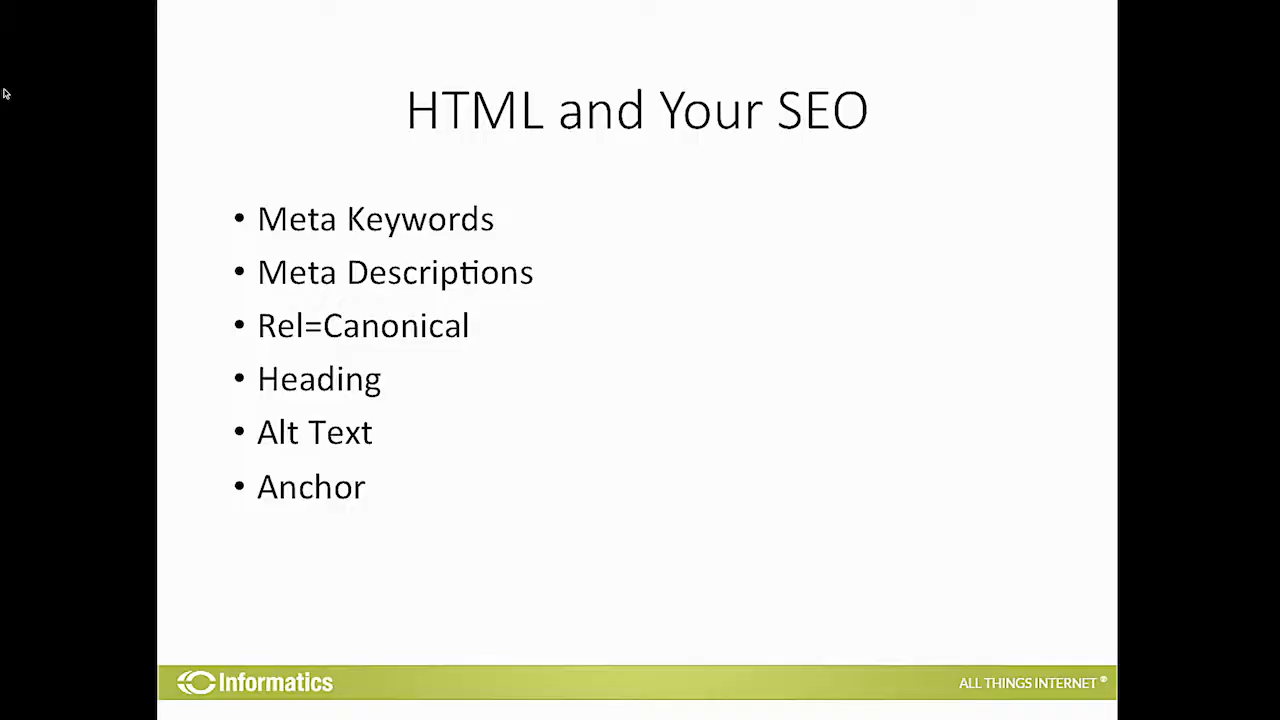 HTML and Your SEO
• Meta Keywords
• Meta Descriptions
• Rel=Canonical
• Heading
• Alt Text
• Anchor
Informatics
ALL THINGS INTERNET ®